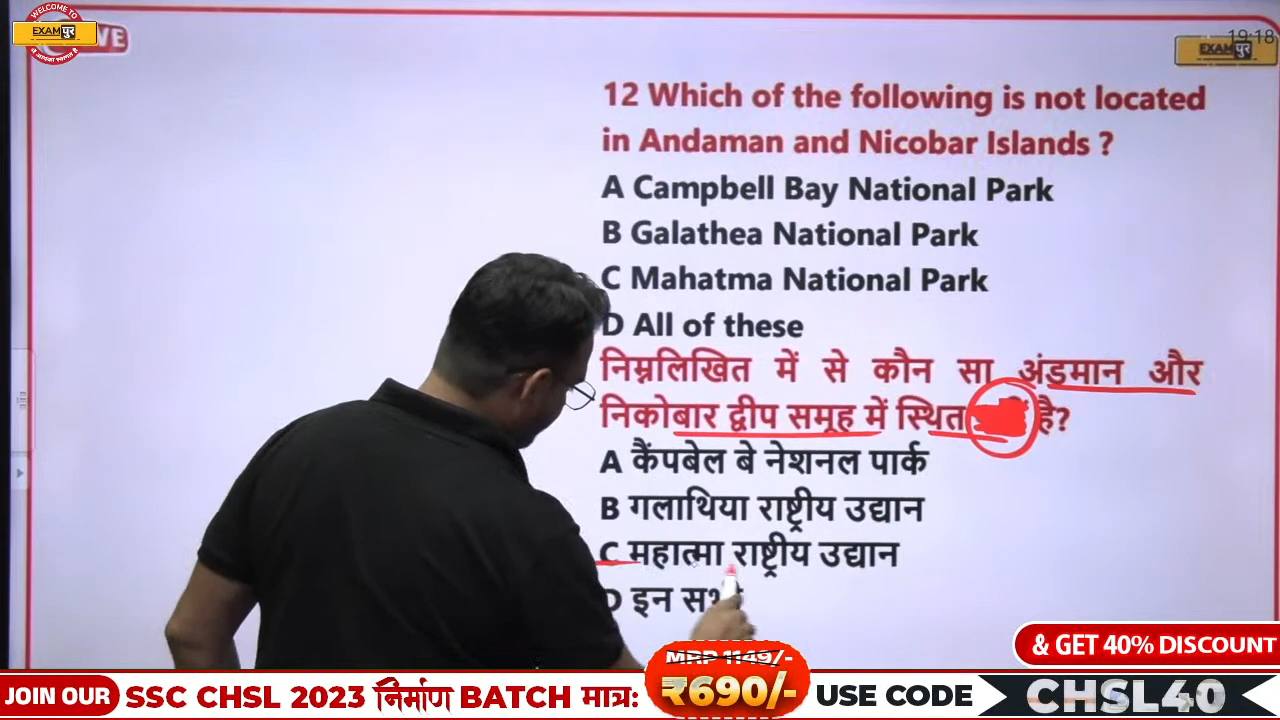 WELCOME TO
EXAMपुर
19:18
EXAMपुर
12 Which of the following is not located
in Andaman and Nicobar Islands ?
A Campbell Bay National Park
B Galathea National Park
C Mahatma National Park
D All of these
निम्नलिखित में से कौन सा अंडमान और
निकोबार द्वीप समूह में स्थित है?
A कैंपबेल बे नेशनल पार्क
B गलाथिया राष्ट्रीय उद्यान
C महात्मा राष्ट्रीय उद्यान
D इन
& GET 40% DISCOUNT
JOIN OUR SSC CHSL 2023 निर्माण BATCH मात्र: MRP 1149/- ₹690/- USE CODE CHSL40